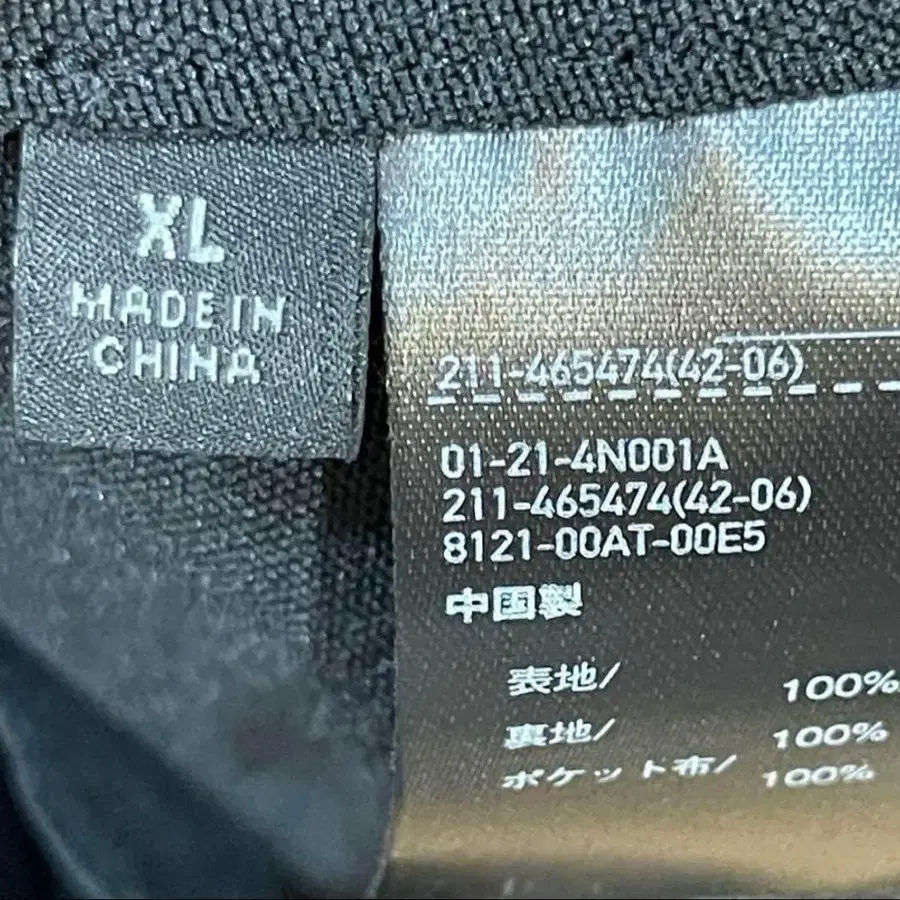 XL
MADE IN
CHINA
211-465474(42-06)
01-21-4N001A
211-465474(42-06)
8121-00AT-00E5
中国製
表地/ 100%
裏地/ 100%
ポケット布/ 100%